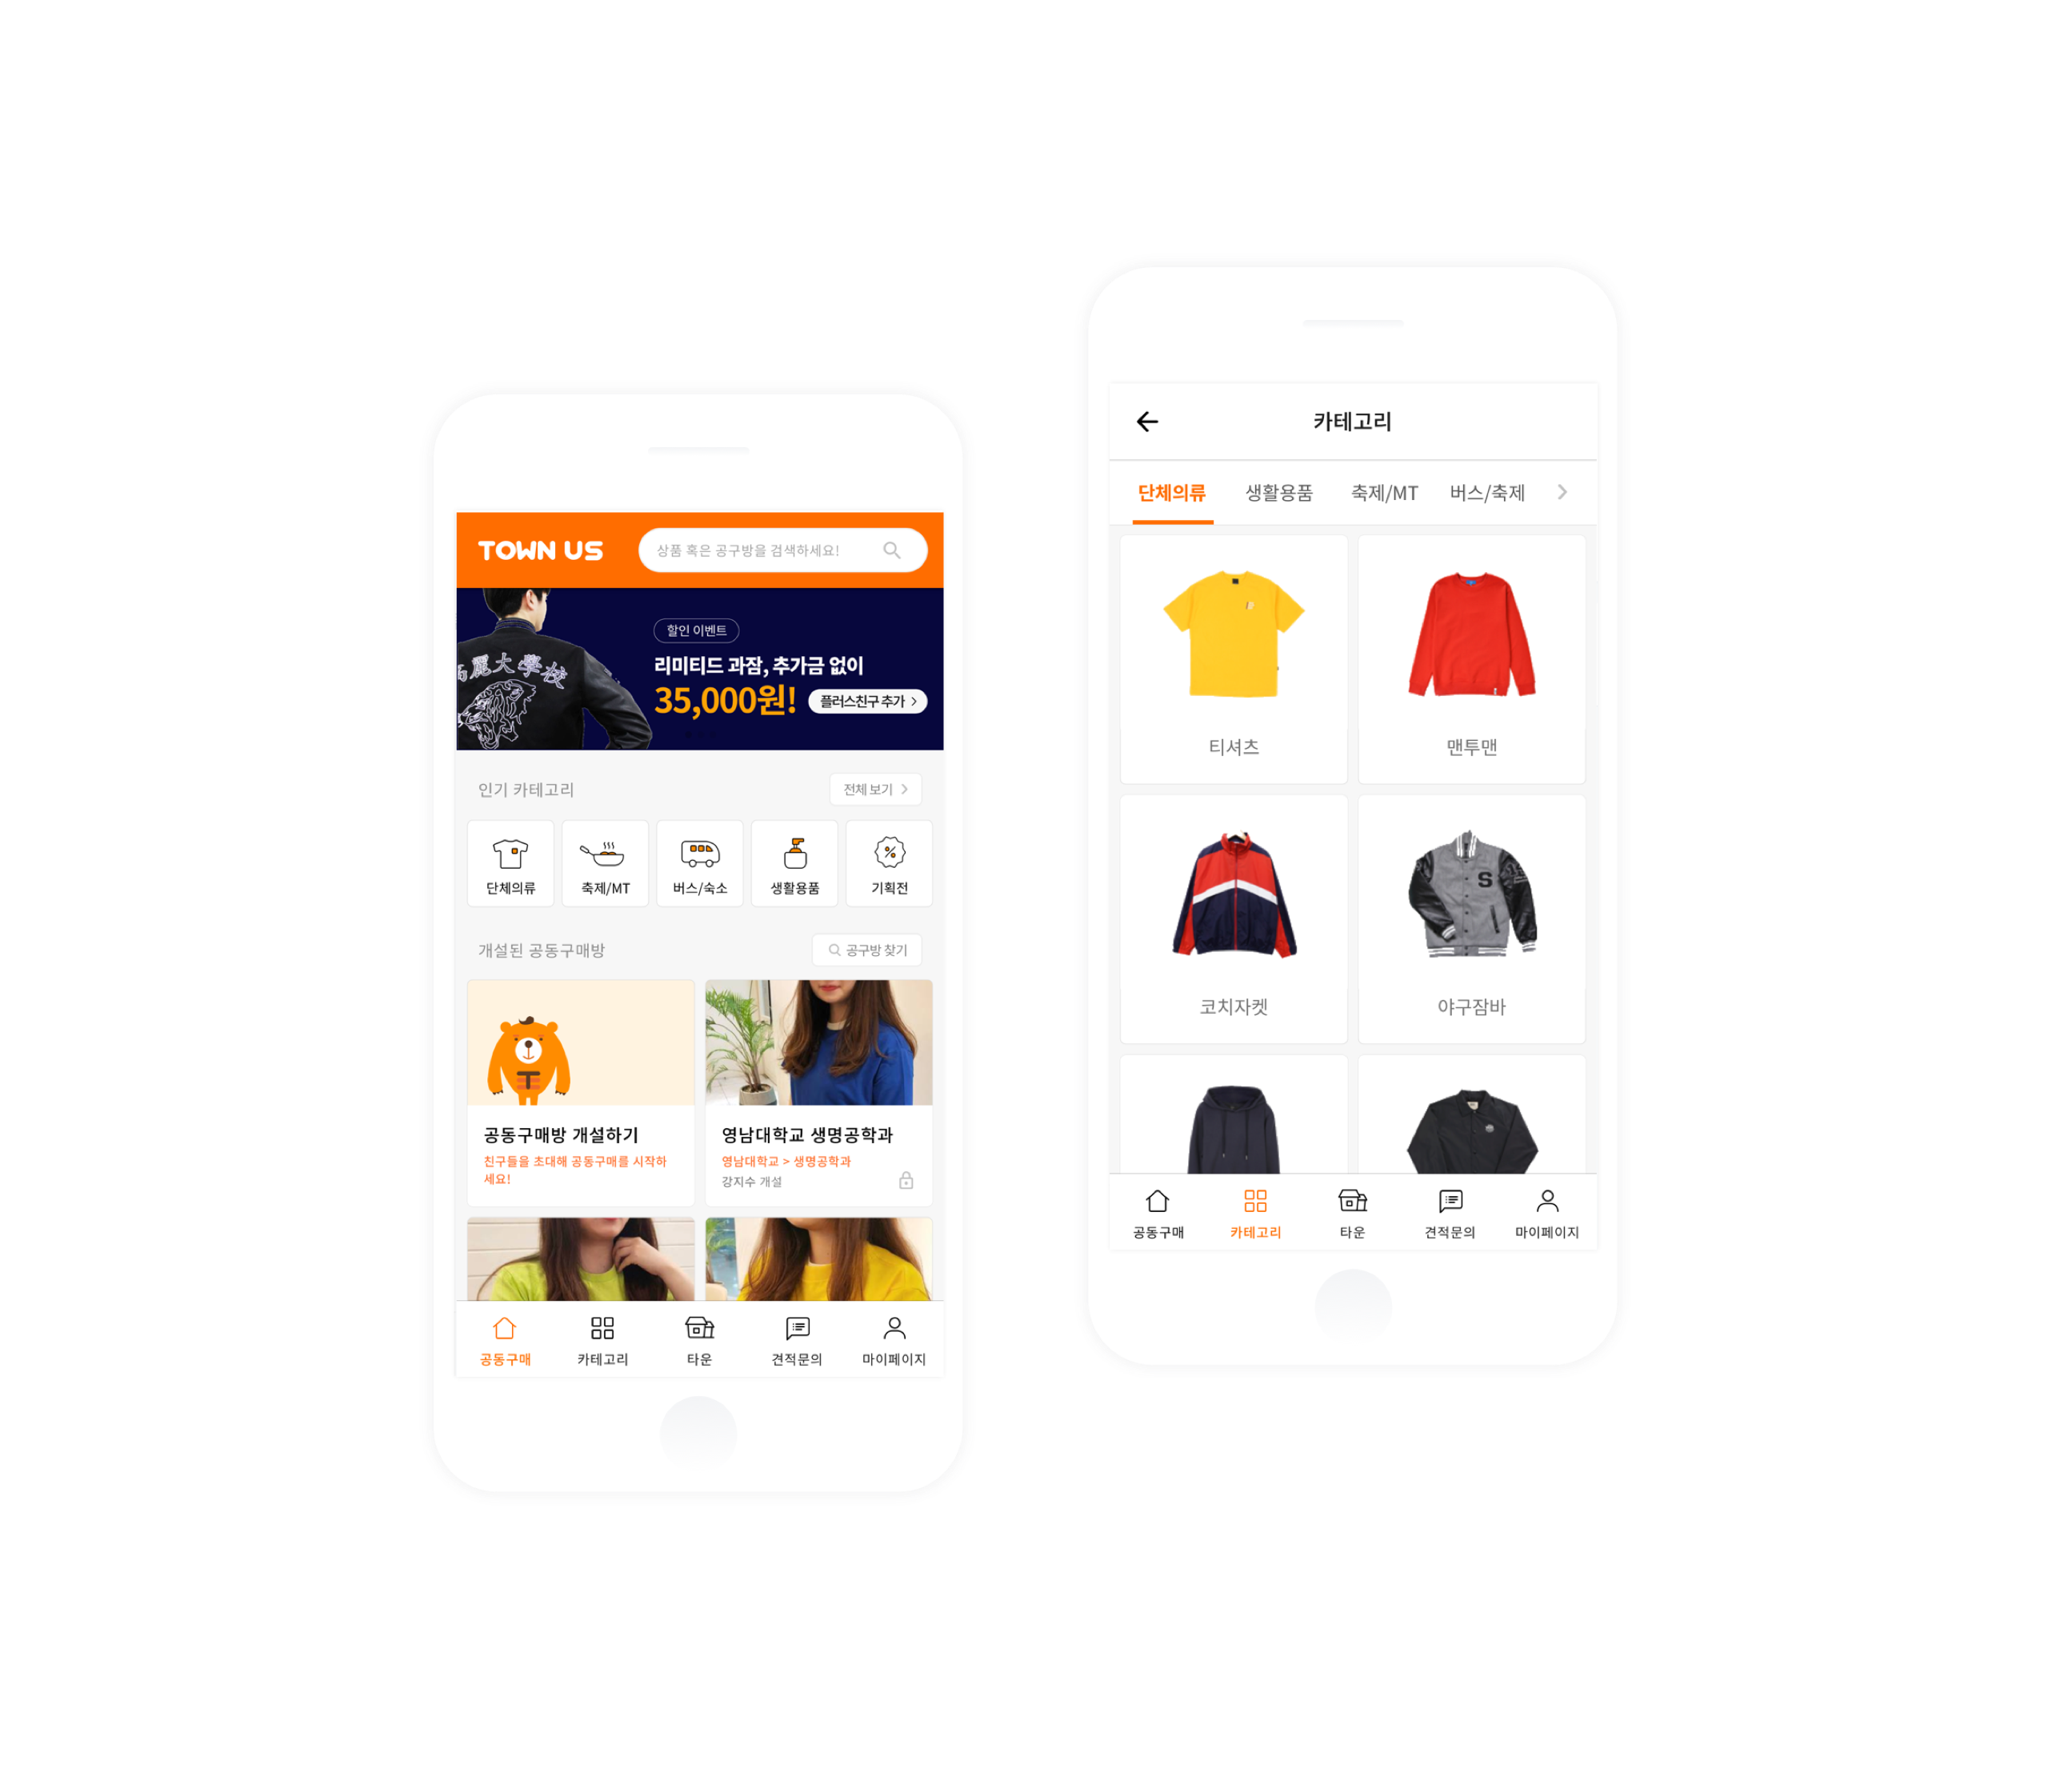 TOWN US
상품 혹은 공구방을 검색하세요!
할인 이벤트
리미티드 과잠, 추가금 없이
35,000원!
플러스친구 추가 >
인기 카테고리
전체 보기 >
단체의류
축제/MT
버스/숙소
생활용품
기획전
개설된 공동구매방
공구방 찾기
공동구매방 개설하기
친구들을 초대해 공동구매를 시작하
세요!
영남대학교 생명공학과
영남대학교 > 생명공학과
강지수 개설
공동구매
카테고리
타운
견적문의
마이페이지
카테고리
단체의류
생활용품
축제/MT
버스/축제
티셔츠
맨투맨
S
코치자켓
야구잠바
공동구매
카테고리
타운
견적문의
마이페이지